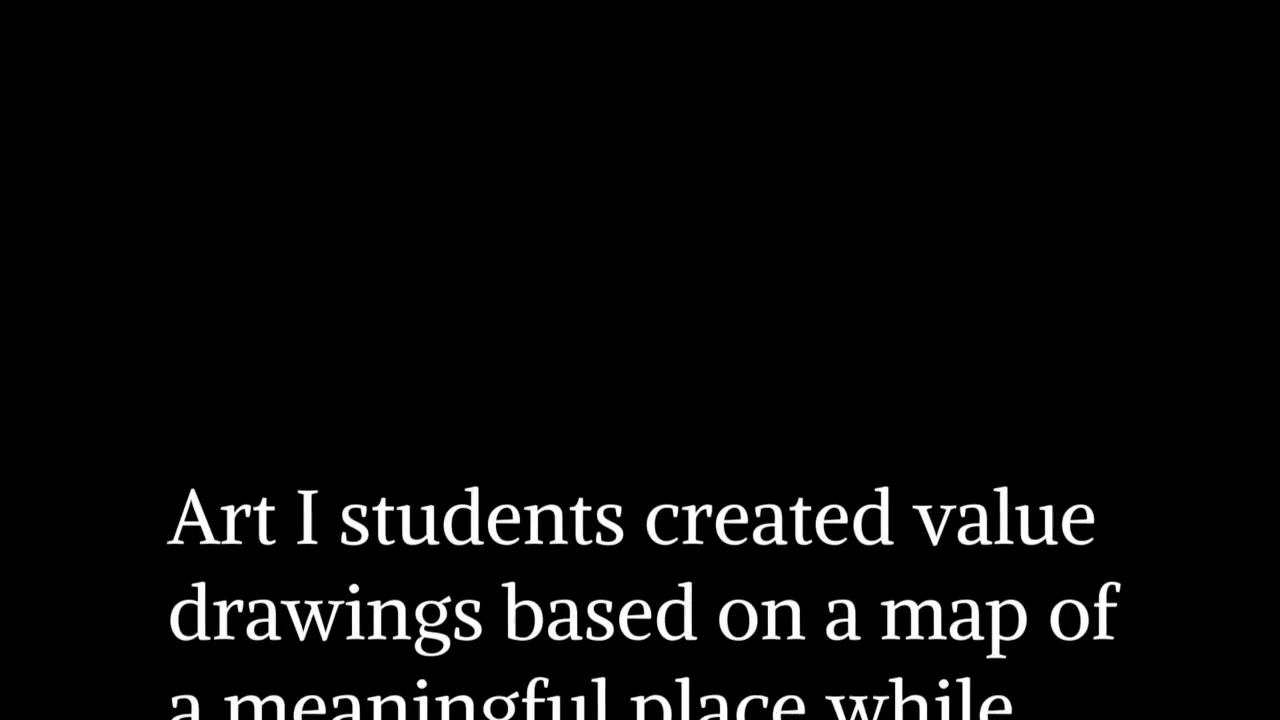 Art I students created value
drawings based on a map of
a meaningful place while